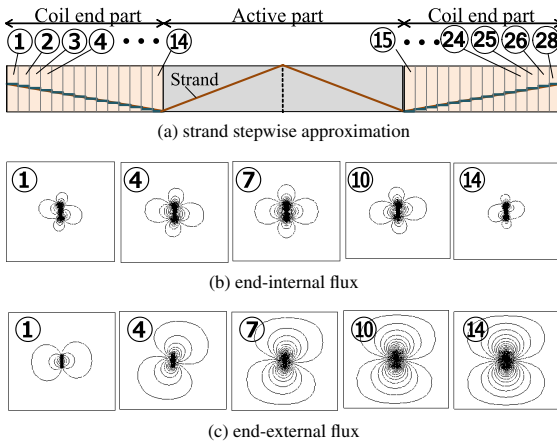 Coil end part Active part Coil end part
1 2 3 4 • • • 14 15 • • • 24 25 26 28
Strand
(a) strand stepwise approximation
1 4 7 10 14
(b) end-internal flux
1 4 7 10 14
(c) end-external flux